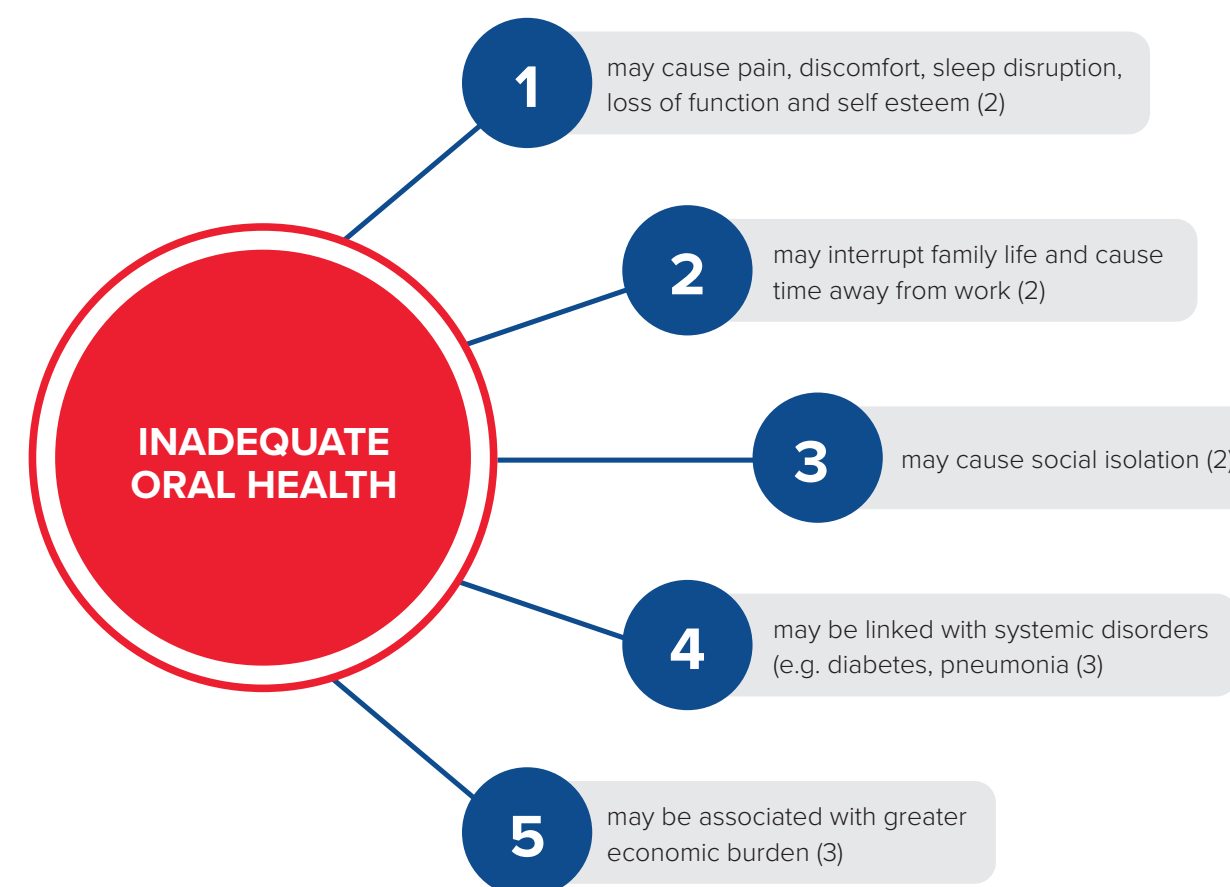 INADEQUATE
ORAL HEALTH
1
may cause pain, discomfort, sleep disruption,
loss of function and self esteem (2)
2
may interrupt family life and cause
time away from work (2)
3
may cause social isolation (2)
4
may be linked with systemic disorders
(e.g. diabetes, pneumonia (3)
5
may be associated with greater
economic burden (3)